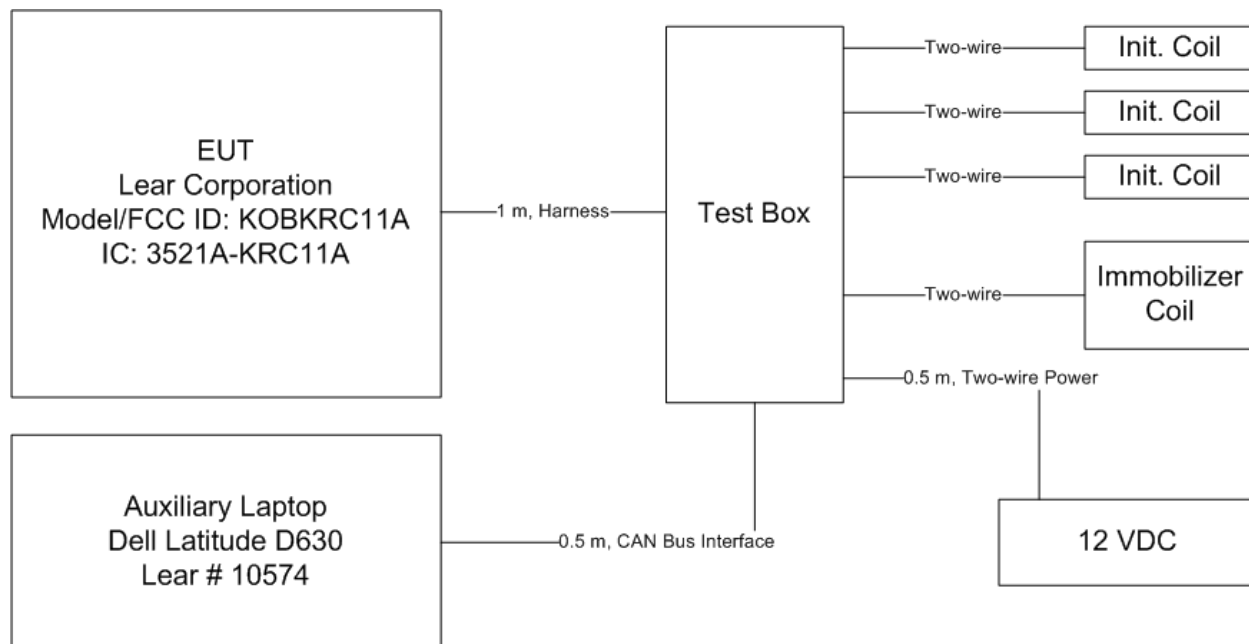 EUT
Lear Corporation
Model/FCC ID: KOBKRC11A
IC: 3521A-KRC11A
1 m, Harness
Test Box
Two-wire
Init. Coil
Two-wire
Init. Coil
Two-wire
Init. Coil
Two-wire
Immobilizer
Coil
0.5 m, Two-wire Power
12 VDC
Auxiliary Laptop
Dell Latitude D630
Lear # 10574
0.5 m, CAN Bus Interface